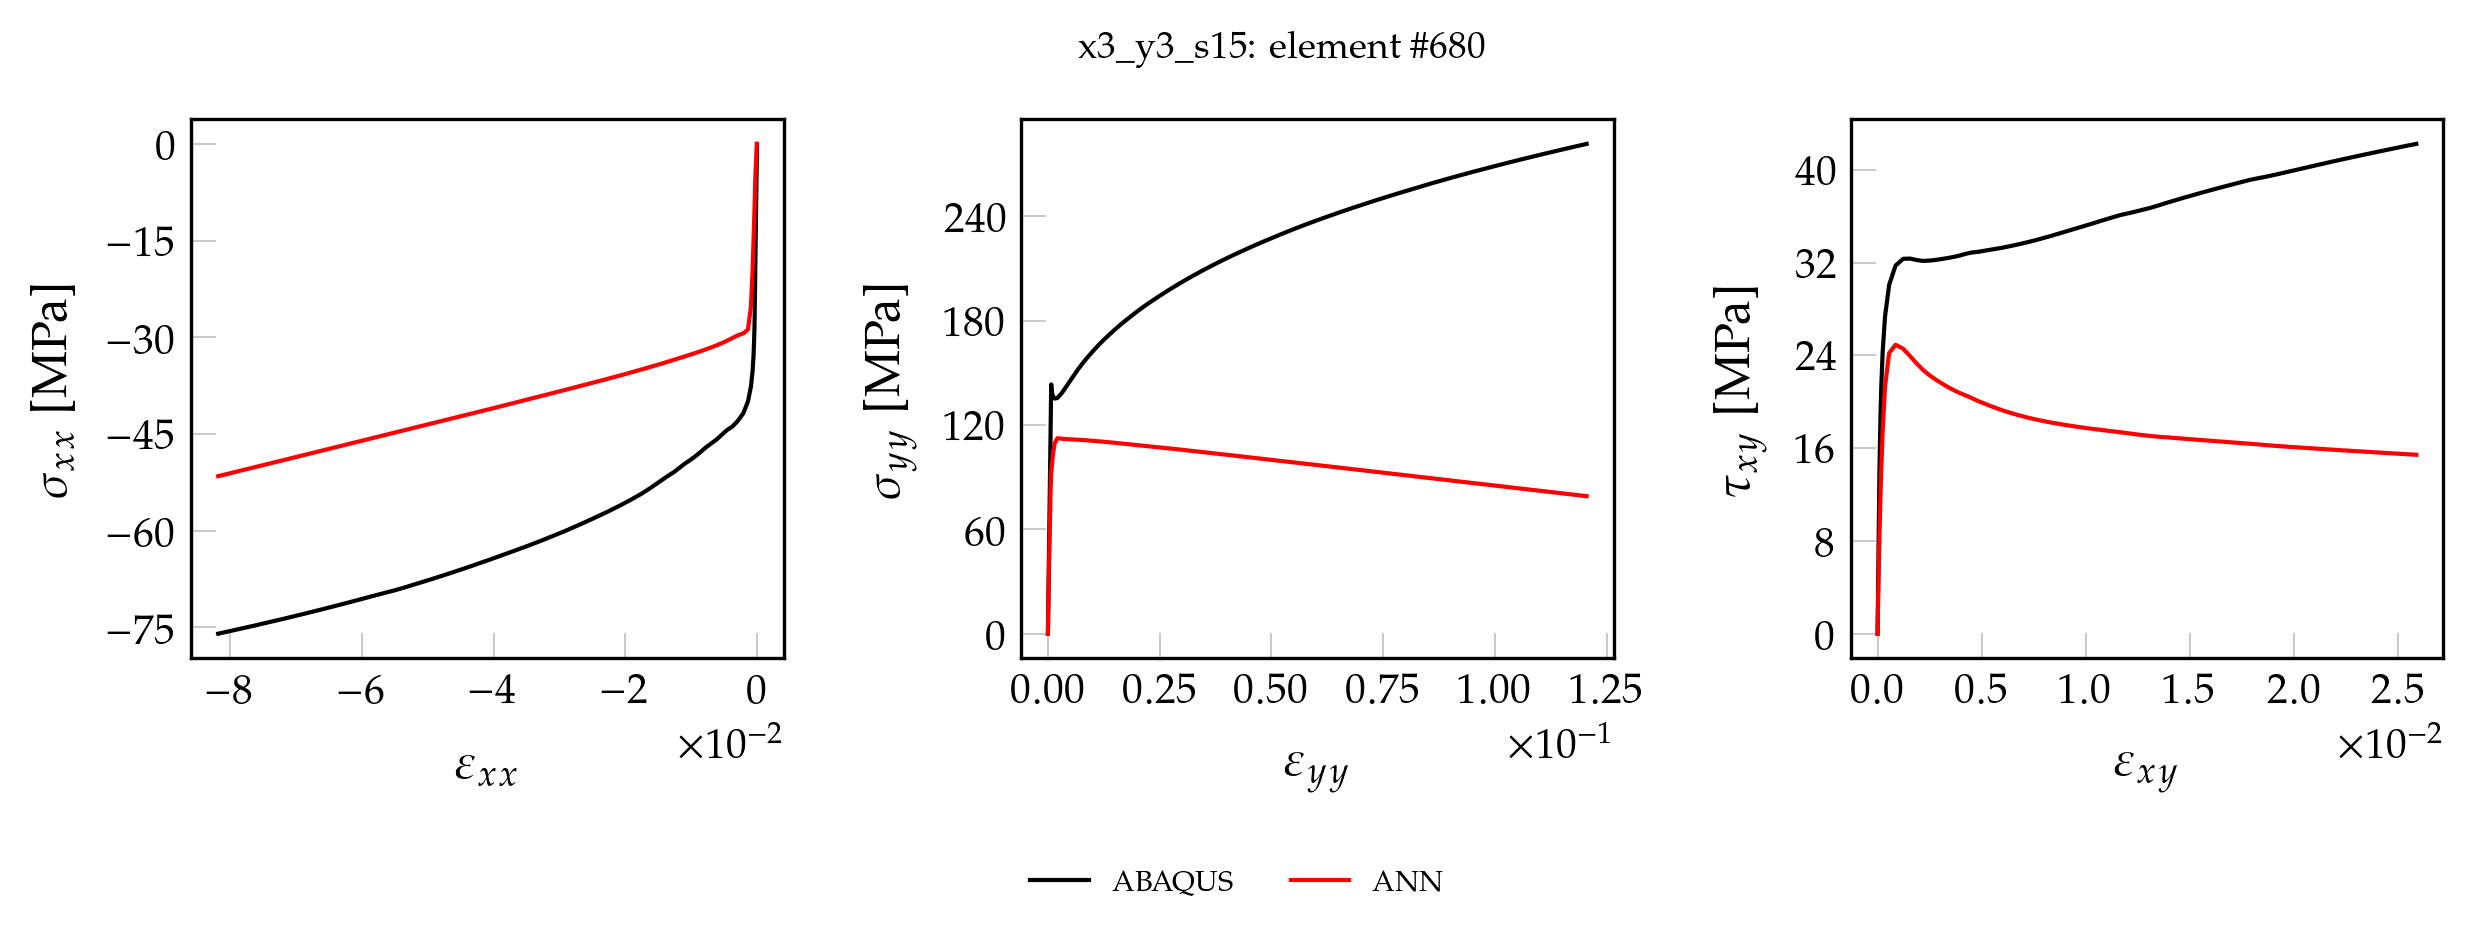 x3_y3_s15: element #680
σxx [MPa]
0
−15
−30
−45
−60
−75
−8 −6 −4 −2 0
×10−2
εxx
σyy [MPa]
240
180
120
60
0
0.00 0.25 0.50 0.75 1.00 1.25
×10−1
εyy
τxy [MPa]
40
32
24
16
8
0
0.0 0.5 1.0 1.5 2.0 2.5
×10−2
εxy
ABAQUS ANN